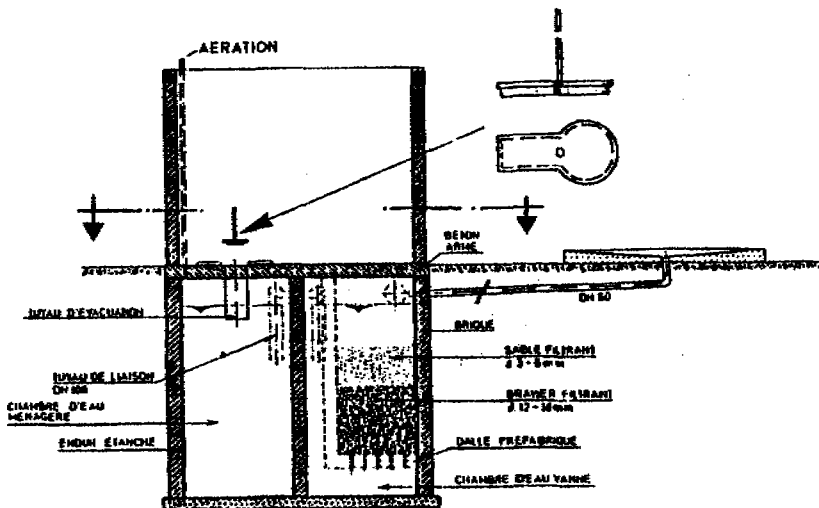 AERATION
BETON
ARME
DN 80
TUYAU D'EVACUATION
BRIQUE
SABLE FILTRANT
TUYAU DE LIAISON
DN 100
GRAVIER FILTRANT
CHAMBRE D'EAU
MENAGERE
ENDUIT ETANCHE
DALLE PREFABRIQUE
CHAMBRE D'EAU VANNE